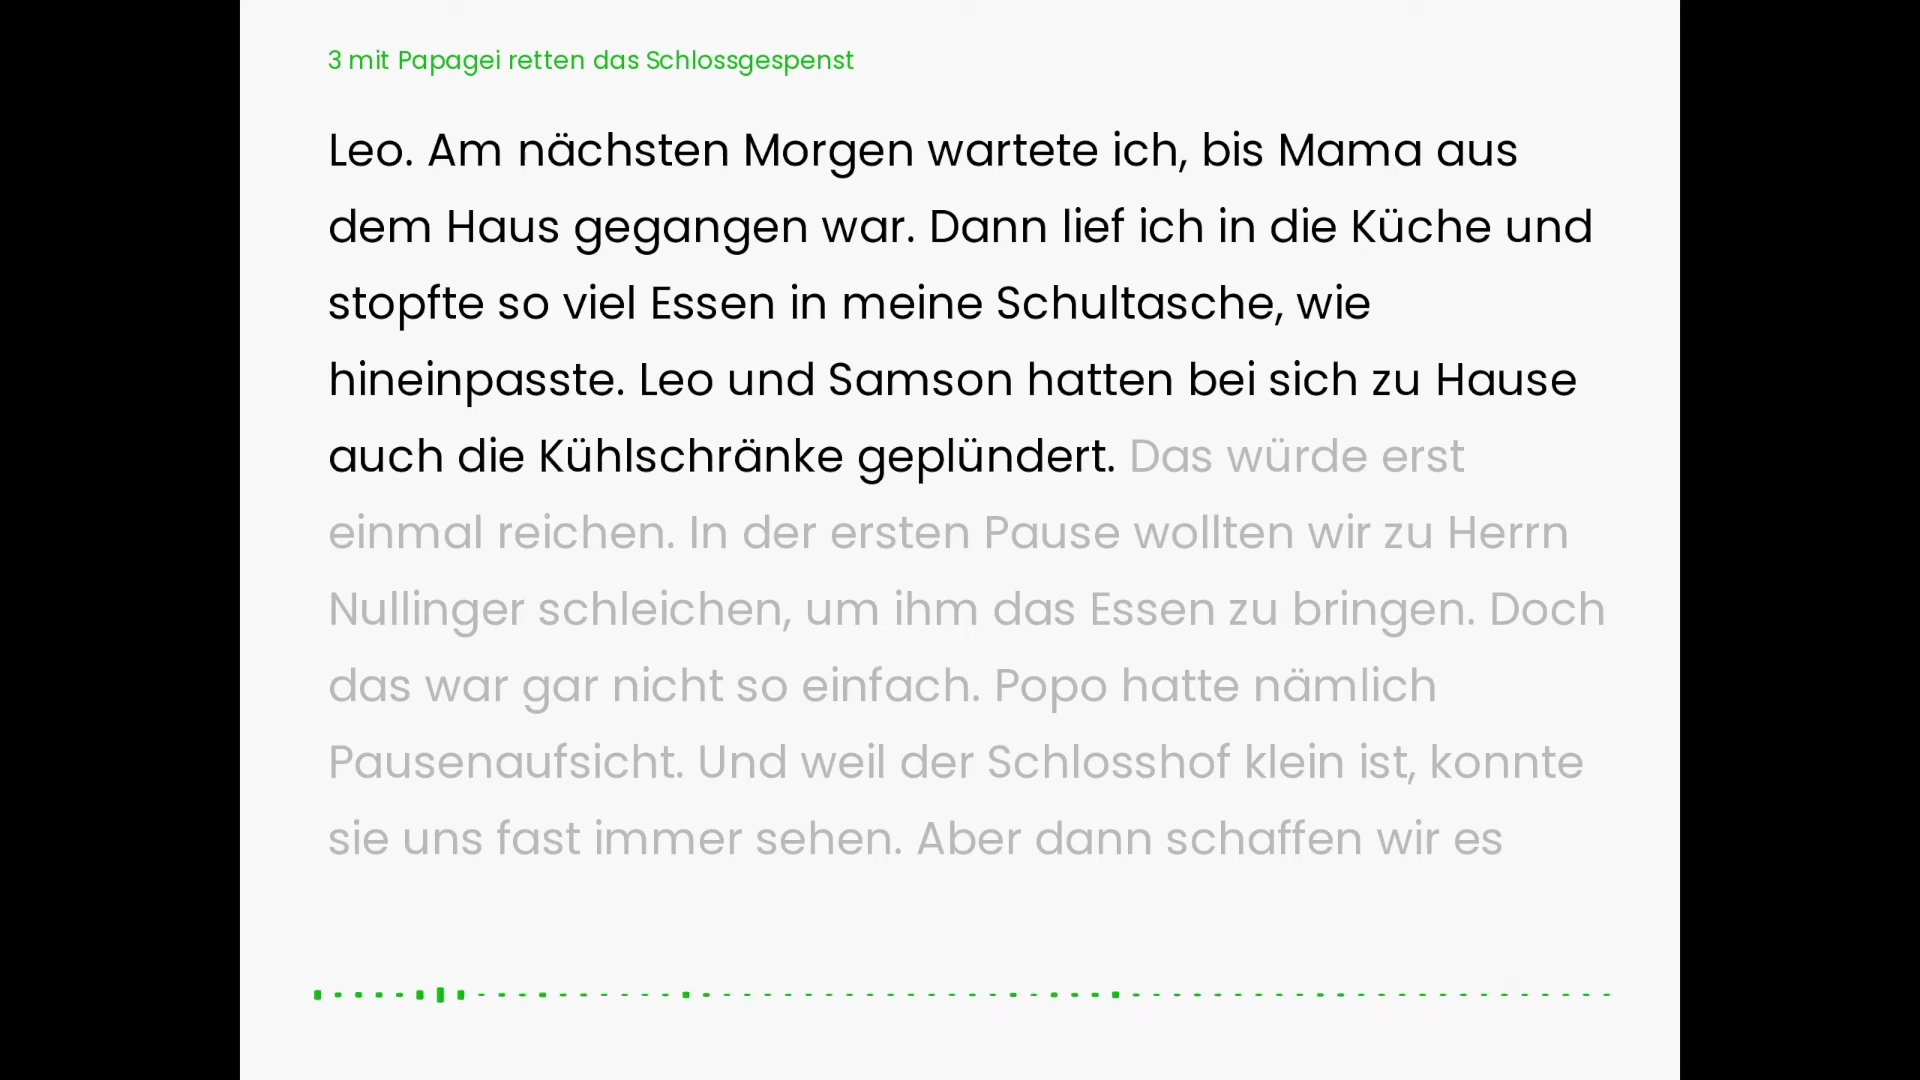 3 mit Papagei retten das Schlossgespenst
Leo. Am nächsten Morgen wartete ich, bis Mama aus
dem Haus gegangen war. Dann lief ich in die Küche und
stopfte so viel Essen in meine Schultasche, wie
hineinpasste. Leo und Samson hatten bei sich zu Hause
auch die Kühlschränke geplündert. Das würde erst
einmal reichen. In der ersten Pause wollten wir zu Herrn
Nullinger schleichen, um ihm das Essen zu bringen. Doch
das war gar nicht so einfach. Popo hatte nämlich
Pausenaufsicht. Und weil der Schlosshof klein ist, konnte
sie uns fast immer sehen. Aber dann schaffen wir es